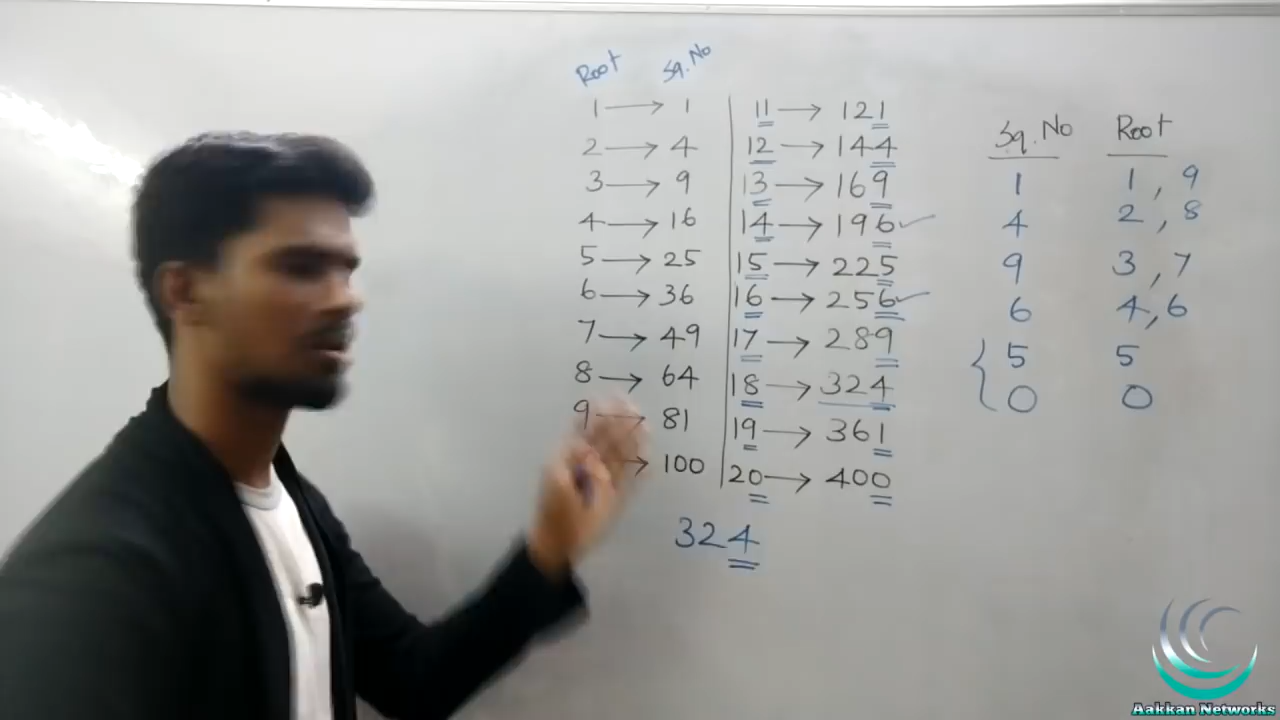 Root Sq.No
1 → 1
2 → 4
3 → 9
4 → 16
5 → 25
6 → 36
7 → 49
8 → 64
9 → 81
→ 100
11 → 121
12 → 144
13 → 169
14 → 196 ✓
15 → 225
16 → 256 ✓
17 → 289
18 → 324
19 → 361
20 → 400
324
Sq.No Root
1 1, 9
4 2, 8
9 3, 7
6 4, 6
5 5
0 0
Aakkan Networks